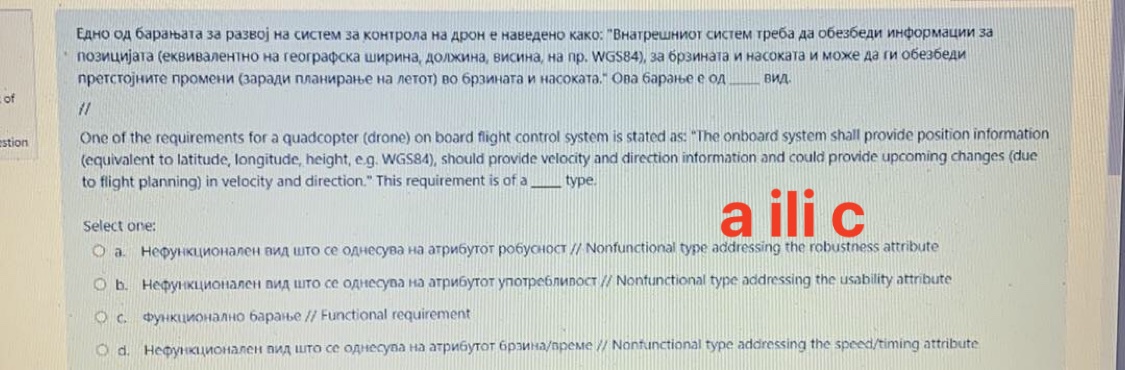 Едно од барањата за развој на систем за контрола на дрон е наведено како: "Внатрешниот систем треба да обезбеди информации за
позицијата (еквивалентно на географска ширина, должина, висина, на пр. WGS84), за брзината и насоката и може да ги обезбеди
претстојните промени (заради планирање на летот) во брзината и насоката." Ова барање е од ____ вид.
of
//
estion
One of the requirements for a quadcopter (drone) on board flight control system is stated as: "The onboard system shall provide position information
(equivalent to latitude, longitude, height, e.g. WGS84), should provide velocity and direction information and could provide upcoming changes (due
to flight planning) in velocity and direction." This requirement is of a ____ type.
a ili c
Select one:
a. Нефункционален вид што се однесува на атрибутот робусност // Nonfunctional type addressing the robustness attribute
b. Нефункционален вид што се однесува на атрибутот употребливост // Nonfunctional type addressing the usability attribute
c. Функционално барање // Functional requirement
d. Нефункционален вид што се однесува на атрибутот брзина/време // Nonfunctional type addressing the speed/timing attribute